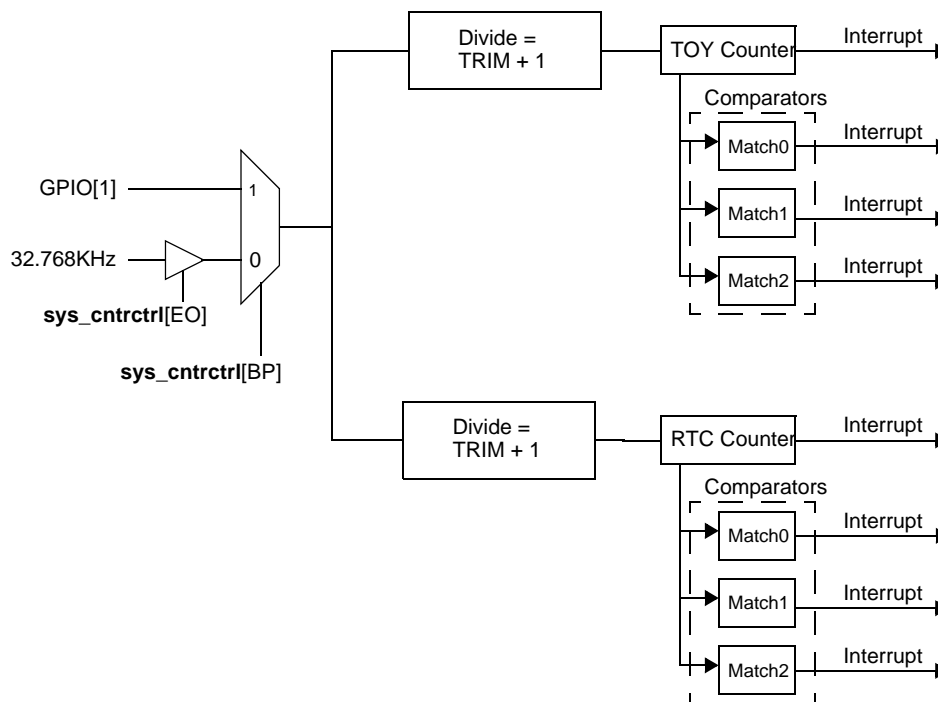 Divide =
TRIM + 1
TOY Counter
Interrupt
Comparators
Match0
Interrupt
Match1
Interrupt
Match2
Interrupt
GPIO[1]
1
32.768KHz
0
sys_cntrctrl[EO]
sys_cntrctrl[BP]
Divide =
TRIM + 1
RTC Counter
Interrupt
Comparators
Match0
Interrupt
Match1
Interrupt
Match2
Interrupt